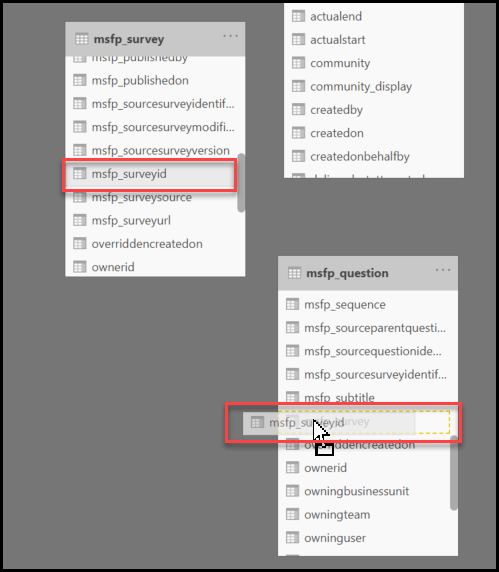 msfp_survey
...
msfp_publishedby
msfp_publishedon
msfp_sourcesurveyidentif...
msfp_sourcesurveymodifi...
msfp_sourcesurveyversion
msfp_surveyid
msfp_surveysource
msfp_surveyurl
overriddencreatedon
ownerid
actualend
actualstart
community
community_display
createdby
createdon
createdonbehalfby
msfp_question
...
msfp_sequence
msfp_sourceparentquesti...
msfp_sourcequestionide...
msfp_sourcesurveyidentif...
msfp_subtitle
msfp_surveyid
overriddencreatedon
ownerid
owningbusinessunit
owningteam
owninguser